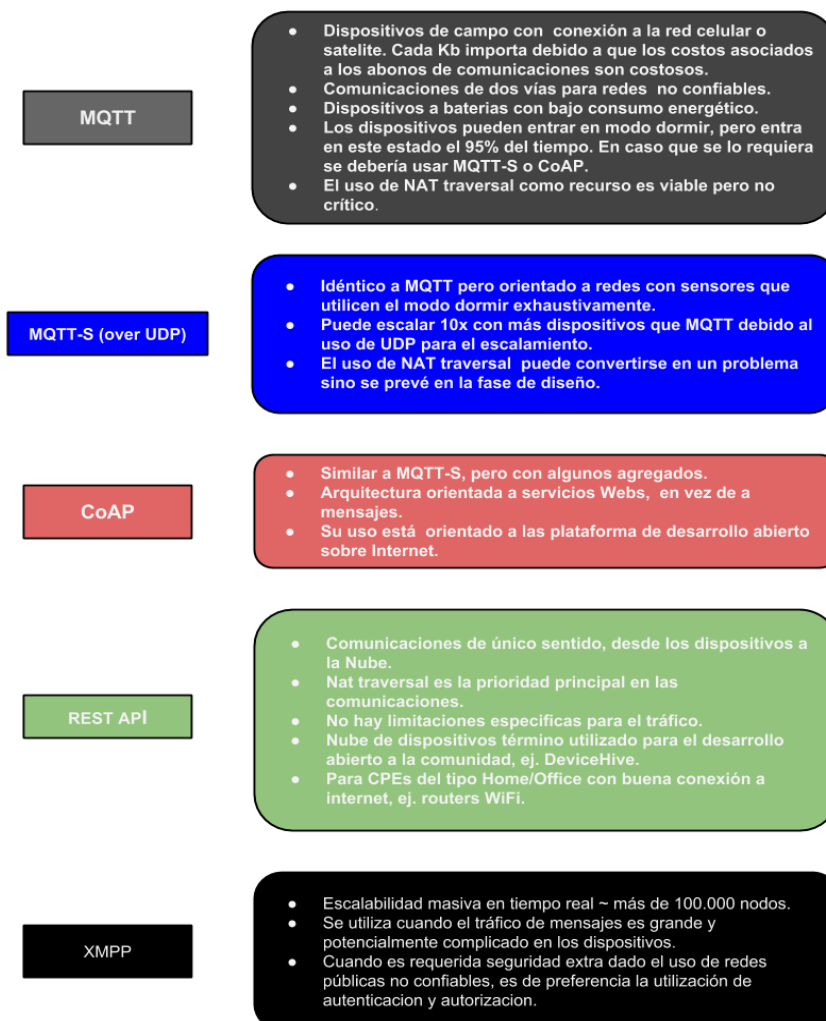 MQTT
● Dispositivos de campo con conexión a la red celular o
satelite. Cada Kb importa debido a que los costos asociados
a los abonos de comunicaciones son costosos.
● Comunicaciones de dos vías para redes no confiables.
● Dispositivos a baterias con bajo consumo energético.
● Los dispositivos pueden entrar en modo dormir, pero entra
en este estado el 95% del tiempo. En caso que se lo requiera
se debería usar MQTT-S o CoAP.
● El uso de NAT traversal como recurso es viable pero no
crítico.
MQTT-S (over UDP)
● Idéntico a MQTT pero orientado a redes con sensores que
utilicen el modo dormir exhaustivamente.
● Puede escalar 10x con más dispositivos que MQTT debido al
uso de UDP para el escalamiento.
● El uso de NAT traversal puede convertirse en un problema
sino se prevé en la fase de diseño.
CoAP
● Similar a MQTT-S, pero con algunos agregados.
● Arquitectura orientada a servicios Webs, en vez de a
mensajes.
● Su uso está orientado a las plataforma de desarrollo abierto
sobre Internet.
REST API
● Comunicaciones de único sentido, desde los dispositivos a
la Nube.
● Nat traversal es la prioridad principal en las
comunicaciones.
● No hay limitaciones especificas para el tráfico.
● Nube de dispositivos término utilizado para el desarrollo
abierto a la comunidad, ej. DeviceHive.
● Para CPEs del tipo Home/Office con buena conexión a
internet, ej. routers WiFi.
XMPP
● Escalabilidad masiva en tiempo real ~ más de 100.000 nodos.
● Se utiliza cuando el tráfico de mensajes es grande y
potencialmente complicado en los dispositivos.
● Cuando es requerida seguridad extra dado el uso de redes
públicas no confiables, es de preferencia la utilización de
autenticacion y autorizacion.